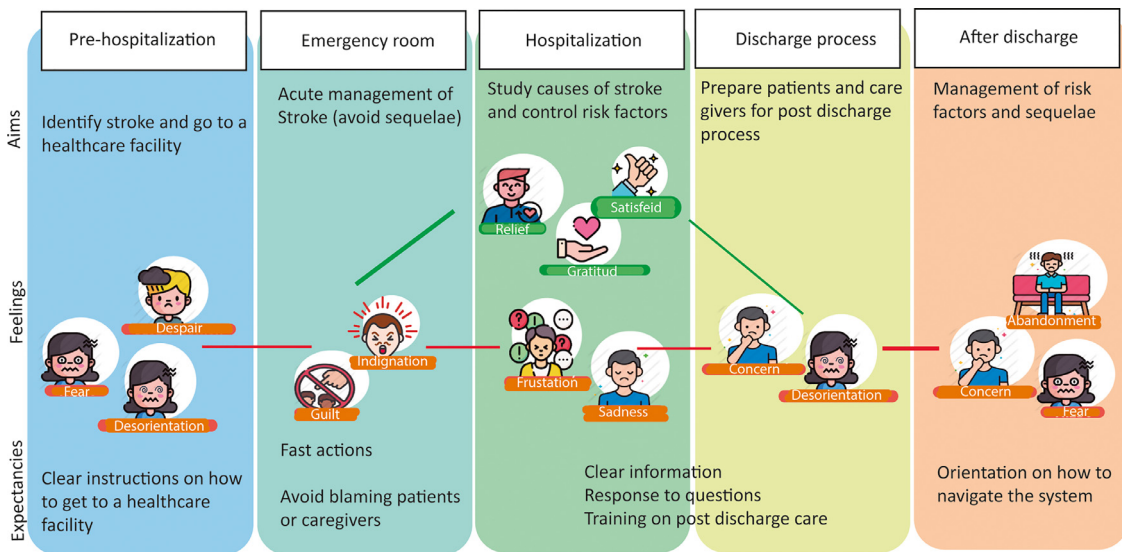 Pre-hospitalization
Emergency room
Hospitalization
Discharge process
After discharge
Aims
Identify stroke and go to a
healthcare facility
Acute management of
Stroke (avoid sequelae)
Study causes of stroke
and control risk factors
Prepare patients and care
givers for post discharge
process
Management of risk
factors and sequelae
Feelings
Despair
Fear
Desorientation
Indignation
Guilt
Relief
Satisfeid
Gratitud
Frustation
Sadness
Concern
Desorientation
Abandonment
Concern
Fear
Expectancies
Clear instructions on how
to get to a healthcare
facility
Fast actions
Avoid blaming patients
or caregivers
Clear information
Response to questions
Training on post discharge care
Orientation on how to
navigate the system